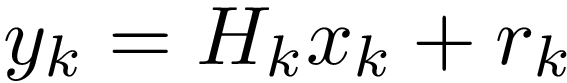 y_k = H_k x_k + r_k